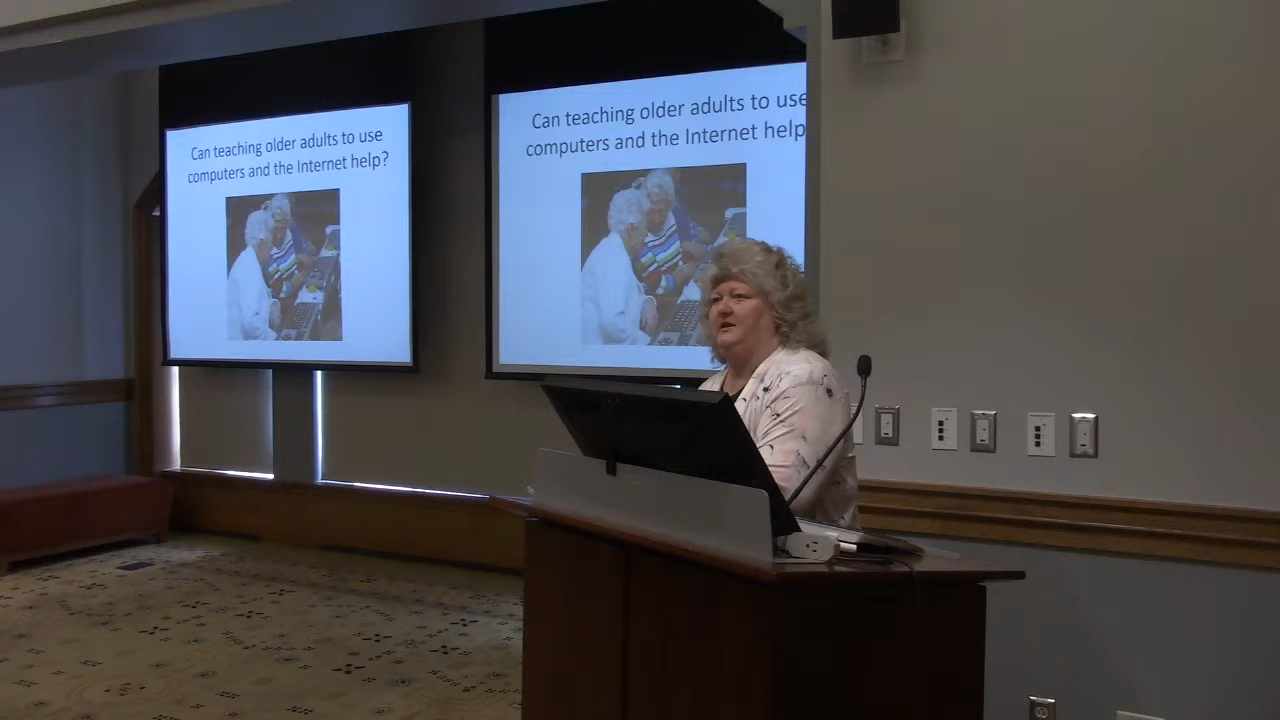 Can teaching older adults to use
computers and the Internet help?
Can teaching older adults to use
computers and the Internet help